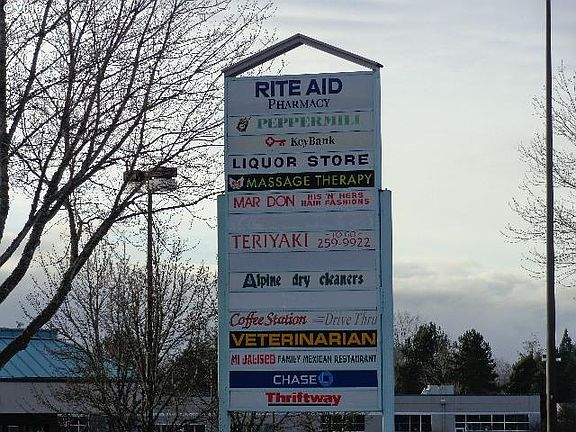 RITE AID
PHARMACY
PEPPERMILL
KeyBank
LIQUOR STORE
MASSAGE THERAPY
MAR DON HIS 'N' HERS
HAIR FASHIONS
TERIYAKI -TO GO-
259-9922
Alpine dry cleaners
Coffee Station Drive Thru
VETERINARIAN
MI JALISCO FAMILY MEXICAN RESTAURANT
CHASE
Thriftway